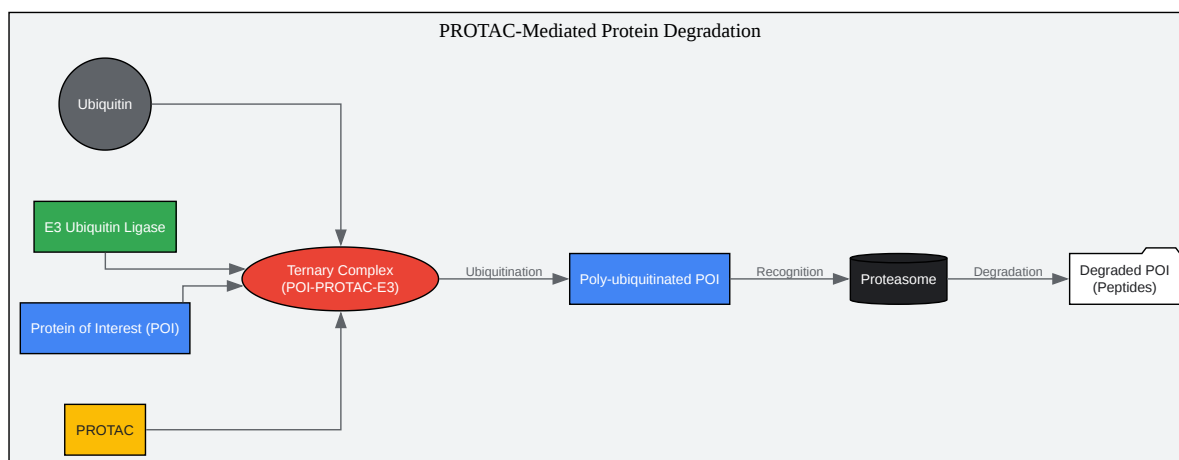 PROTAC-Mediated Protein Degradation
Ubiquitin
E3 Ubiquitin Ligase
Protein of Interest (POI)
PROTAC
Ternary Complex
(POI-PROTAC-E3)
Ubiquitination
Poly-ubiquitinated POI
Recognition
Proteasome
Degradation
Degraded POI
(Peptides)